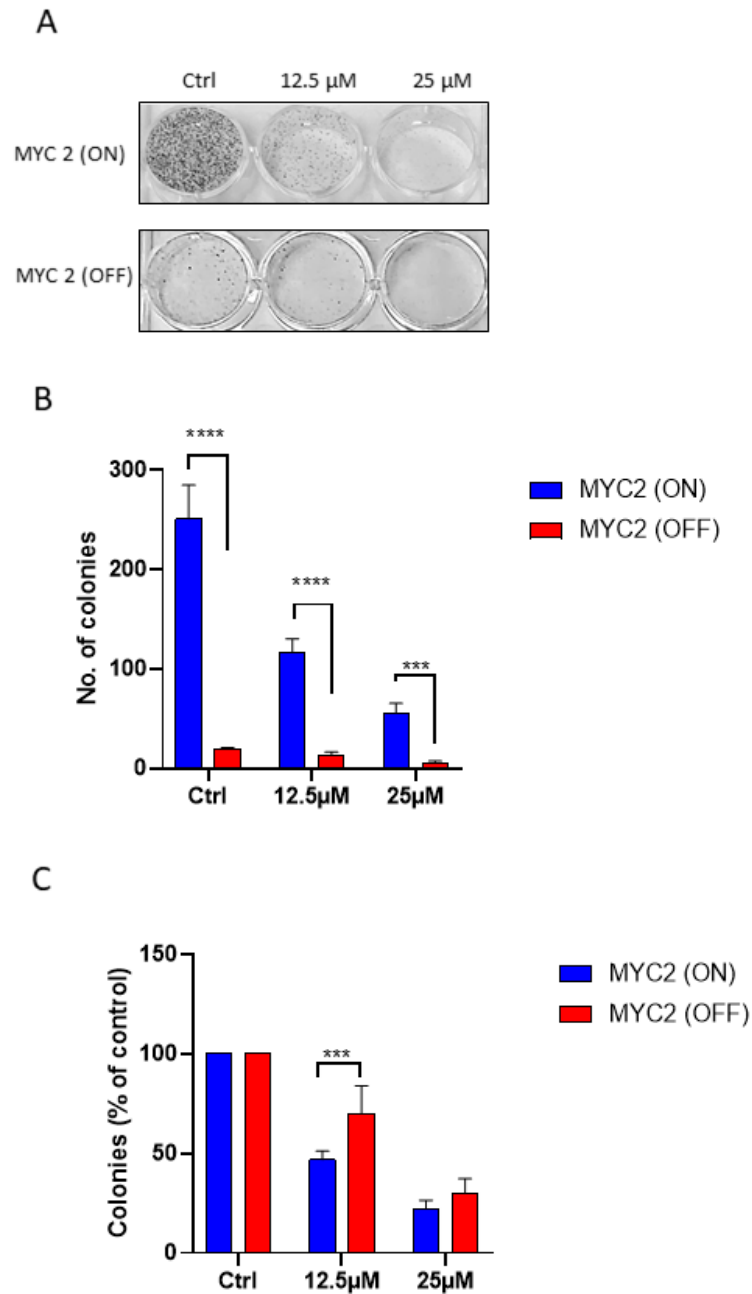 A
Ctrl 12.5 µM 25 µM
MYC 2 (ON)
MYC 2 (OFF)
B
****
300
200
100
0
No. of colonies
****
***
Ctrl 12.5µM 25µM
MYC2 (ON)
MYC2 (OFF)
C
150
100
50
0
Colonies (% of control)
***
Ctrl 12.5µM 25µM
MYC2 (ON)
MYC2 (OFF)